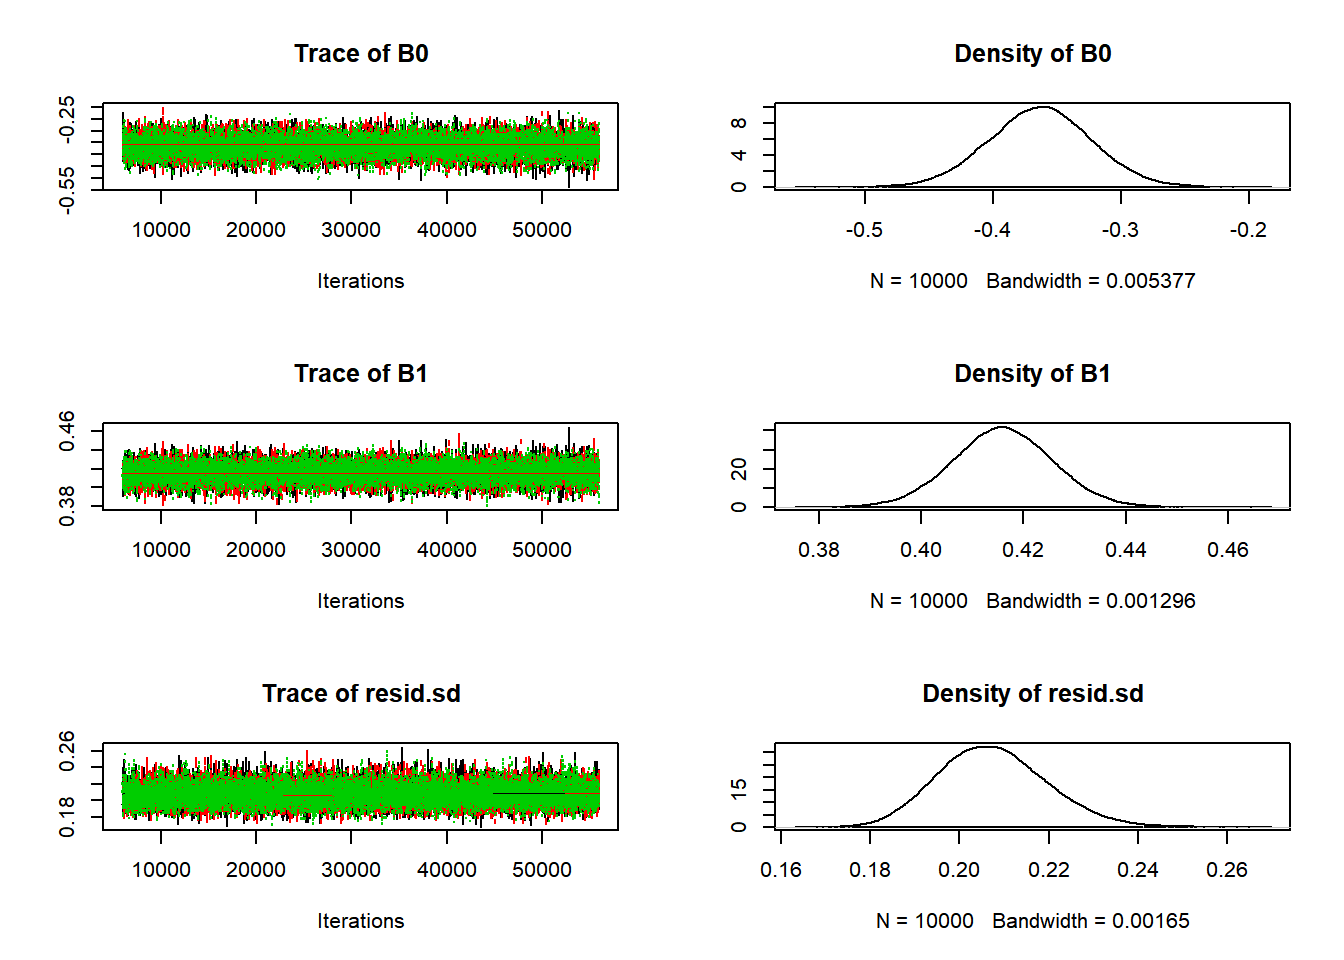 Trace of B0
-0.25
-0.55
10000 20000 30000 40000 50000
Iterations
Density of B0
8
4
0
-0.5 -0.4 -0.3 -0.2
N = 10000 Bandwidth = 0.005377
Trace of B1
0.46
0.38
10000 20000 30000 40000 50000
Iterations
Density of B1
20
0
0.38 0.40 0.42 0.44 0.46
N = 10000 Bandwidth = 0.001296
Trace of resid.sd
0.26
0.18
10000 20000 30000 40000 50000
Iterations
Density of resid.sd
15
0
0.16 0.18 0.20 0.22 0.24 0.26
N = 10000 Bandwidth = 0.00165